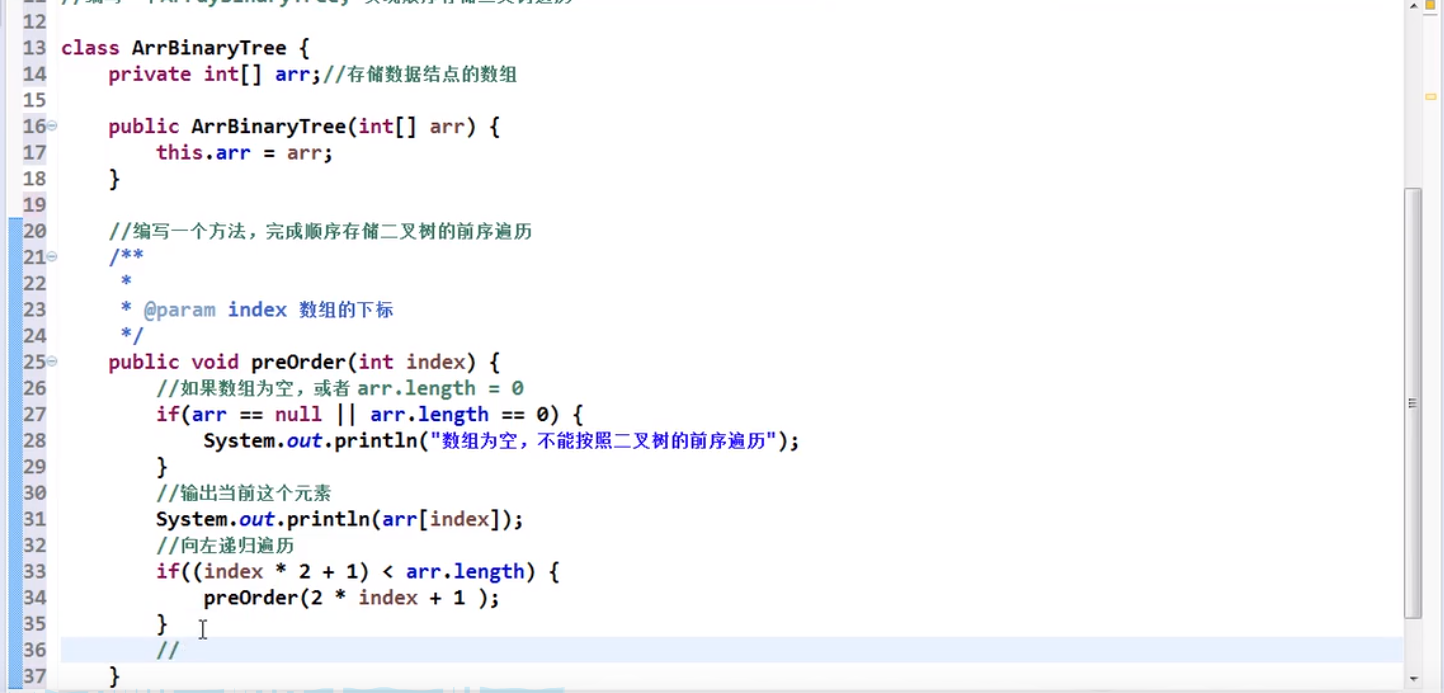 12
13 class ArrBinaryTree {
14     private int[] arr;//存储数据结点的数组
15
16     public ArrBinaryTree(int[] arr) {
17         this.arr = arr;
18     }
19
20     //编写一个方法，完成顺序存储二叉树的前序遍历
21     /**
22      *
23      * @param index 数组的下标
24      */
25     public void preOrder(int index) {
26         //如果数组为空，或者 arr.length = 0
27         if(arr == null || arr.length == 0) {
28             System.out.println("数组为空，不能按照二叉树的前序遍历");
29         }
30         //输出当前这个元素
31         System.out.println(arr[index]);
32         //向左递归遍历
33         if((index * 2 + 1) < arr.length) {
34             preOrder(2 * index + 1 );
35         }
36         //
37     }